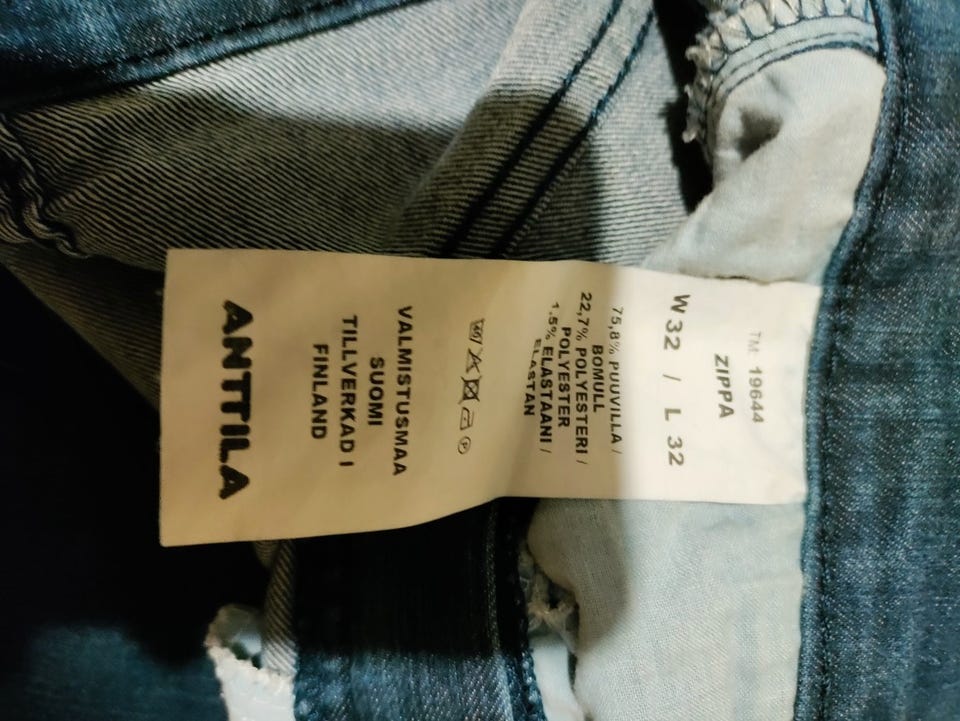 TM: 19644
ZIPPA
W 32 / L 32
75,8% PUUVILLA /
BOMULL
22,7% POLYESTERI /
POLYESTER
1,5% ELASTAANI /
ELASTAN
VALMISTUSMAA
SUOMI
TILLVERKAD I
FINLAND
ANTTILA